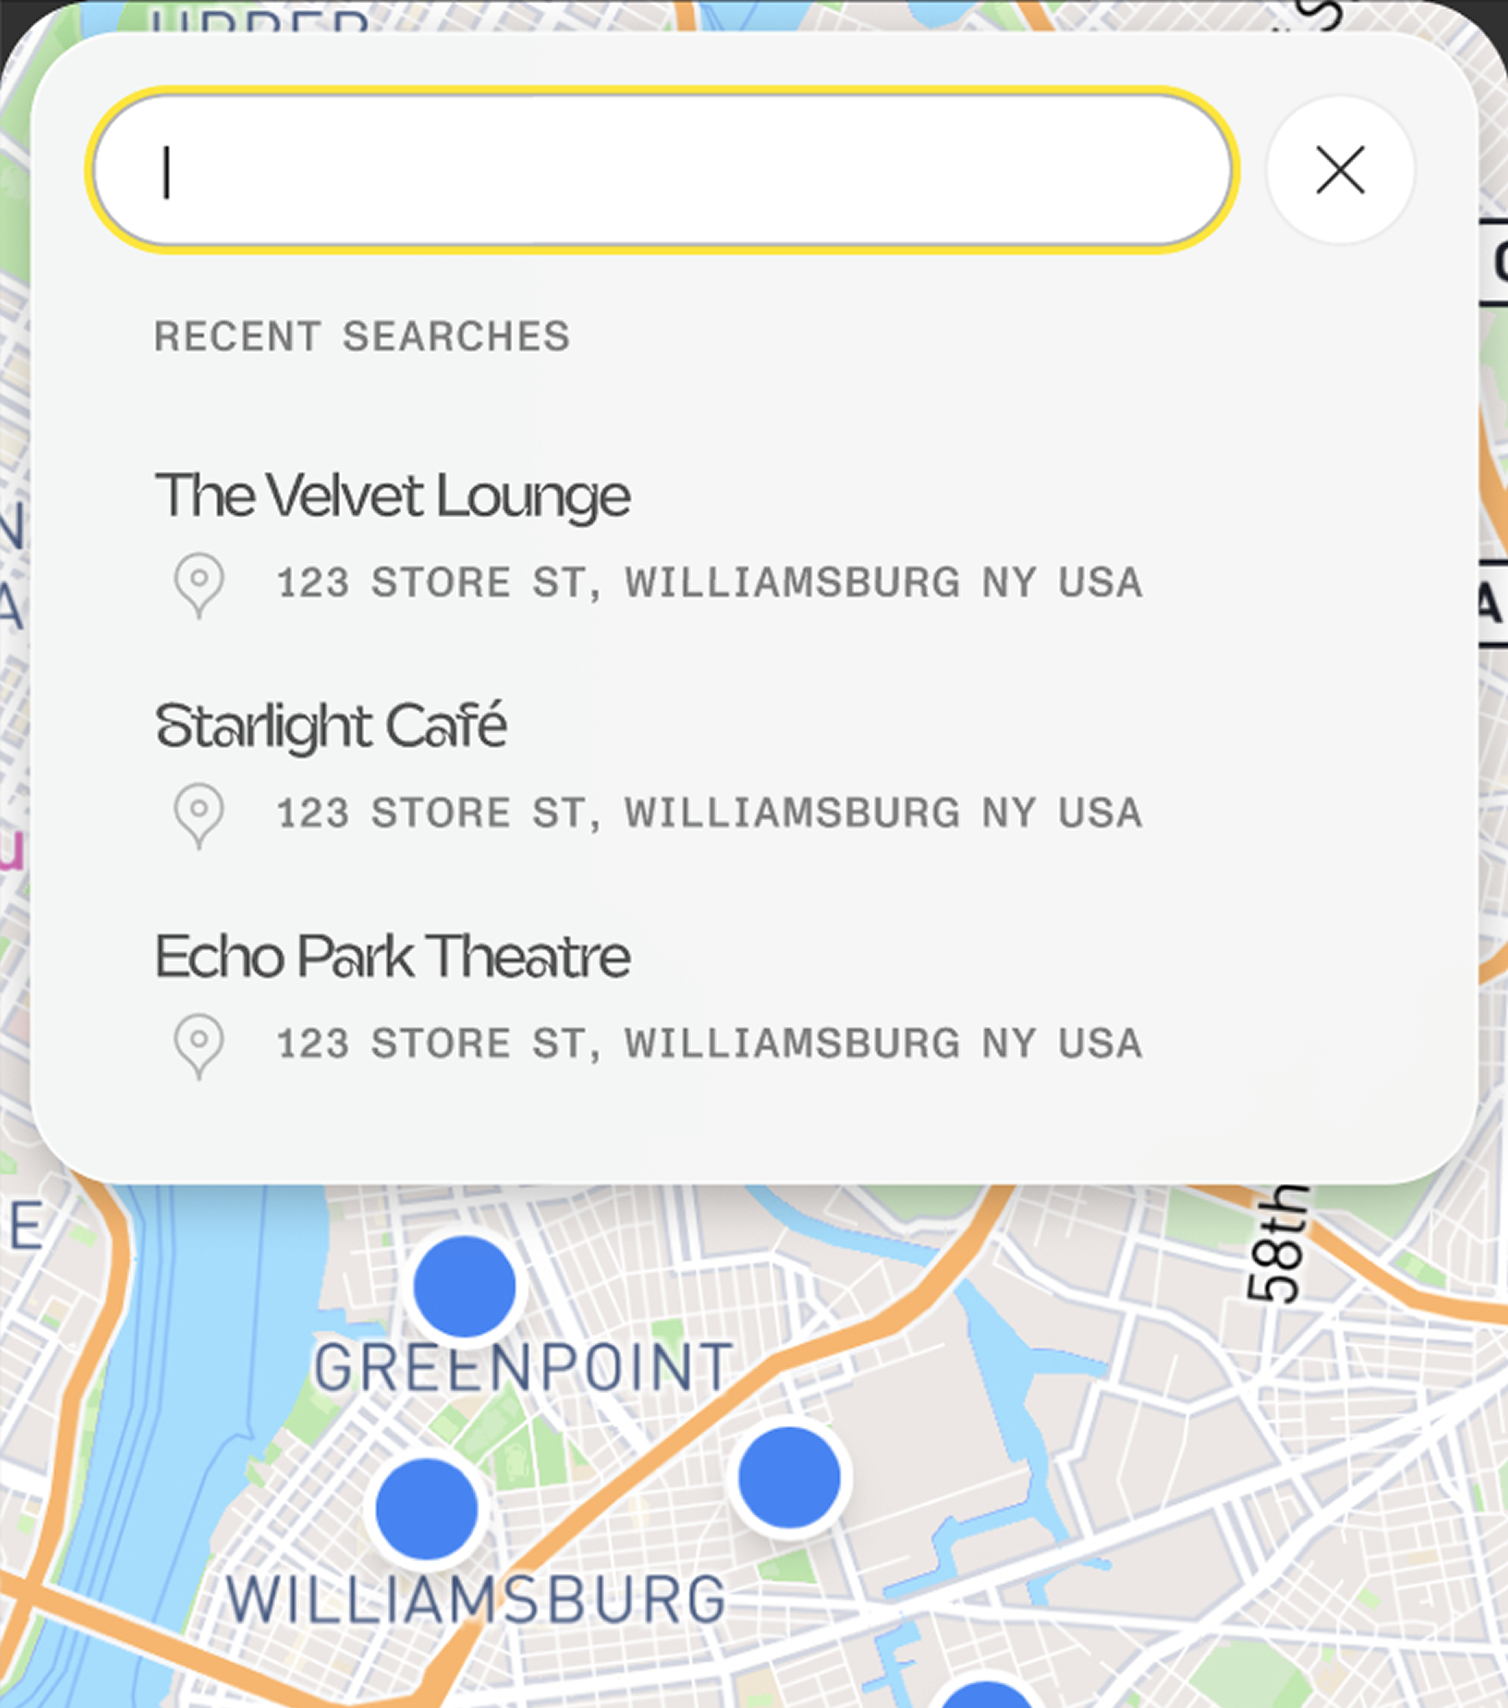 UPPER
RECENT SEARCHES
The Velvet Lounge
123 STORE ST, WILLIAMSBURG NY USA
Starlight Café
123 STORE ST, WILLIAMSBURG NY USA
Echo Park Theatre
123 STORE ST, WILLIAMSBURG NY USA
E
58th
GREENPOINT
WILLIAMSBURG